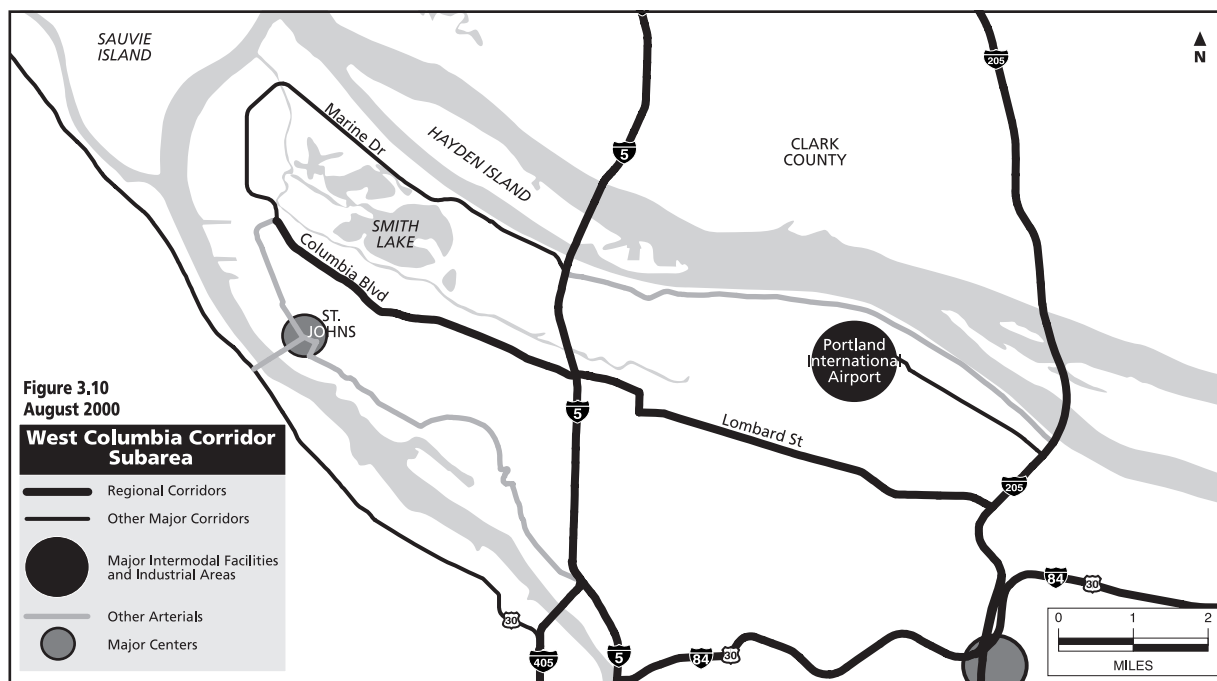 SAUVIE
ISLAND
205
N
Marine Dr
HAYDEN ISLAND
5
CLARK
COUNTY
SMITH
LAKE
Columbia Blvd
ST.
JOHNS
Portland
International
Airport
Figure 3.10
August 2000
5
Lombard St
West Columbia Corridor
Subarea
Regional Corridors
Other Major Corridors
Major Intermodal Facilities
and Industrial Areas
Other Arterials
Major Centers
205
84
30
30
405
5
84
30
0 1 2
MILES